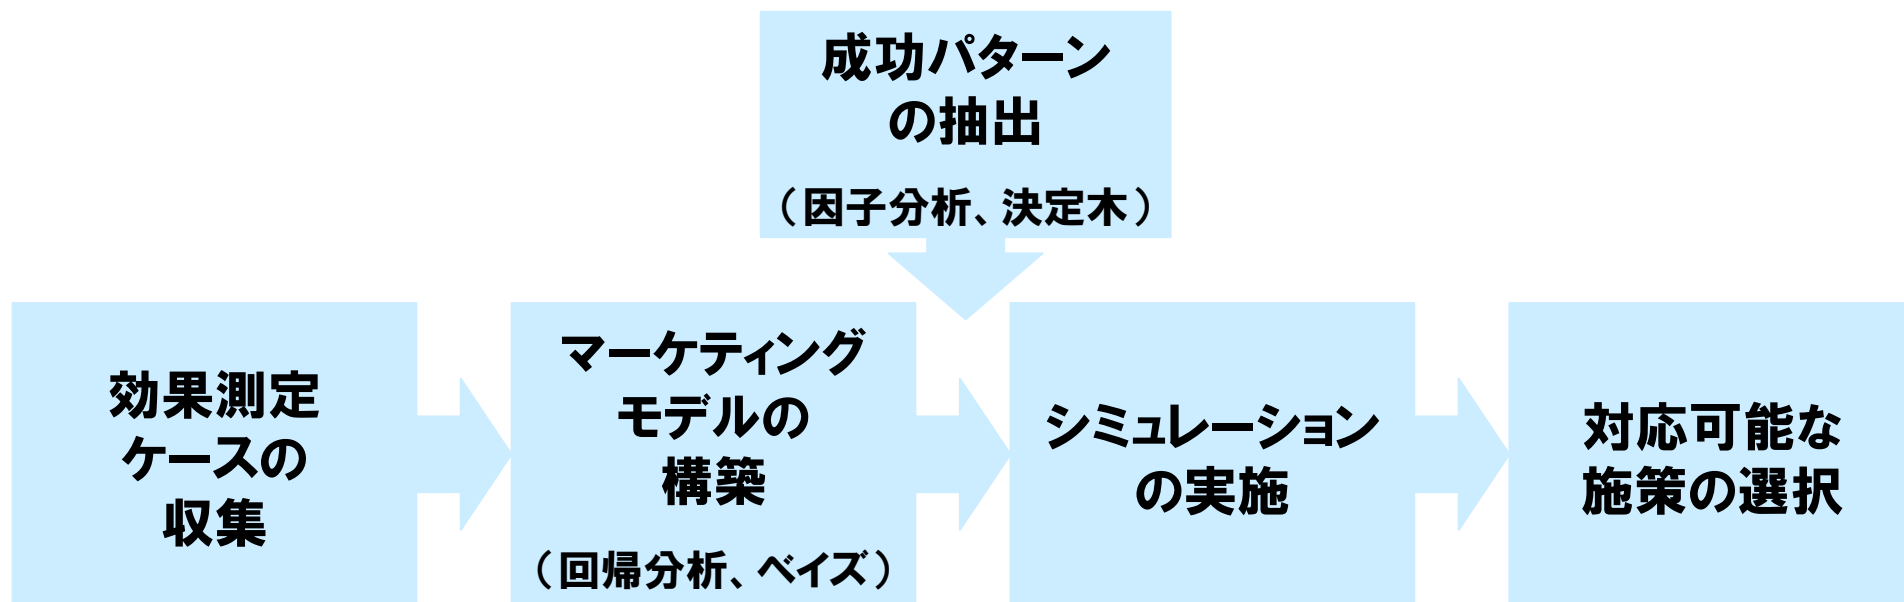 成功パターン
の抽出
（因子分析、決定木）
効果測定
ケースの
収集
マーケティング
モデルの
構築
（回帰分析、ベイズ）
シミュレーション
の実施
対応可能な
施策の選択